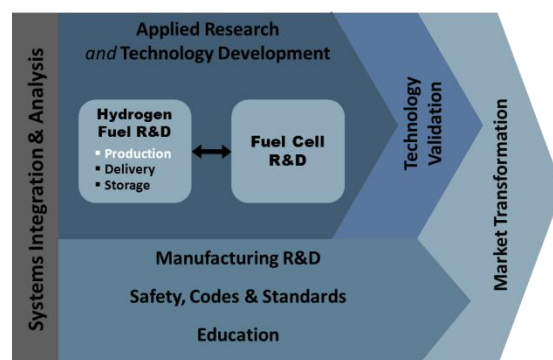 Systems Integration & Analysis
Applied Research
and Technology Development
Hydrogen
Fuel R&D
▪ Production
▪ Delivery
▪ Storage
Fuel Cell
R&D
Technology
Validation
Market Transformation
Manufacturing R&D
Safety, Codes & Standards
Education